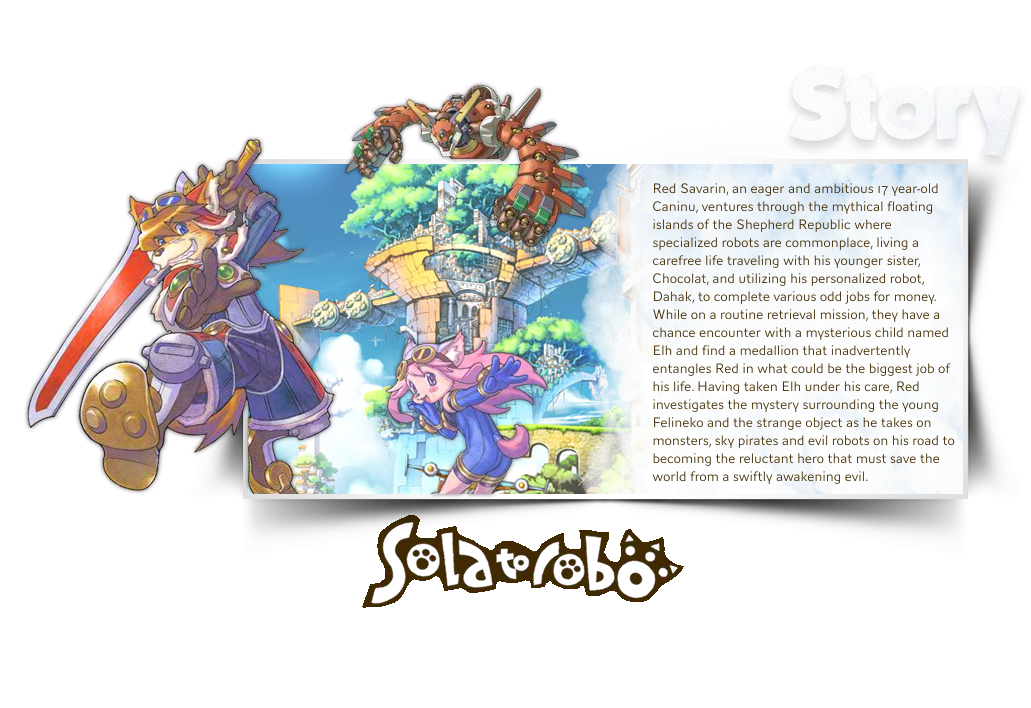 Story
Red Savarin, an eager and ambitious 17 year-old
Caninu, ventures through the mythical floating
islands of the Shepherd Republic where
specialized robots are commonplace, living a
carefree life traveling with his younger sister,
Chocolat, and utilizing his personalized robot,
Dahak, to complete various odd jobs for money.
While on a routine retrieval mission, they have a
chance encounter with a mysterious child named
Elh and find a medallion that inadvertently
entangles Red in what could be the biggest job of
his life. Having taken Elh under his care, Red
investigates the mystery surrounding the young
Felineko and the strange object as he takes on
monsters, sky pirates and evil robots on his road to
becoming the reluctant hero that must save the
world from a swiftly awakening evil.
Solatorobo